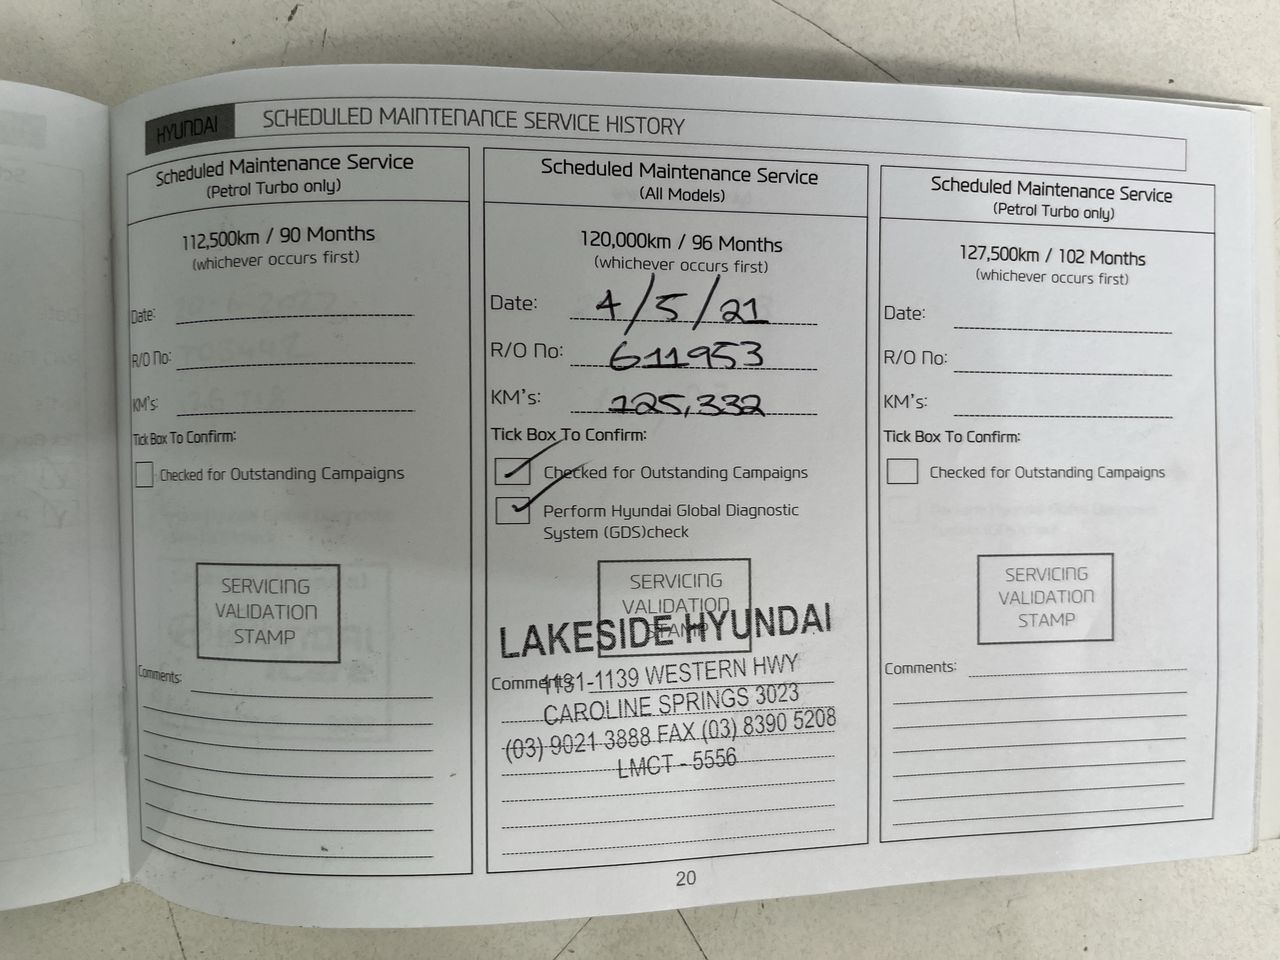 HYUNDAI
SCHEDULED MAINTENANCE SERVICE HISTORY
Scheduled Maintenance Service
(Petrol Turbo only)
112,500km / 90 Months
(whichever occurs first)
Date:
R/O No:
KM's:
Tick Box To Confirm:
Checked for Outstanding Campaigns
SERVICING
VALIDATION
STAMP
Comments:
Scheduled Maintenance Service
(All Models)
120,000km / 96 Months
(whichever occurs first)
Date: 4/5/21
R/O No: 611953
KM's: 125,332
Tick Box To Confirm:
Checked for Outstanding Campaigns
Perform Hyundai Global Diagnostic
System (GDS)check
SERVICING
VALIDATION
STAMP
LAKESIDE HYUNDAI
Comments:
1131-1139 WESTERN HWY
CAROLINE SPRINGS 3023
(03) 9021 3888 FAX (03) 8390 5208
LMCT - 5556
Scheduled Maintenance Service
(Petrol Turbo only)
127,500km / 102 Months
(whichever occurs first)
Date:
R/O No:
KM's:
Tick Box To Confirm:
Checked for Outstanding Campaigns
SERVICING
VALIDATION
STAMP
Comments:
20